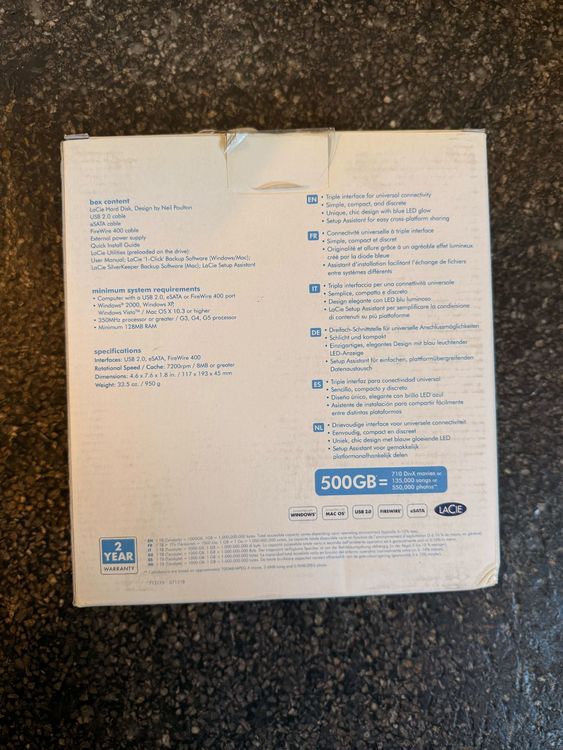 box content
LaCie Hard Disk, Design by Neil Poulton
USB 2.0 cable
eSATA cable
FireWire 400 cable
External power supply
Quick Install Guide
LaCie Utilities (preloaded on the drive):
User Manual; LaCie '1-Click' Backup Software (Windows/Mac);
LaCie SilverKeeper Backup Software (Mac); LaCie Setup Assistant
minimum system requirements
• Computer with a USB 2.0, eSATA or FireWire 400 port
• Windows® 2000, Windows XP,
Windows Vista™ / Mac OS X 10.3 or higher
• 350MHz processor or greater / G3, G4, G5 processor
• Minimum 128MB RAM
specifications
Interfaces: USB 2.0, eSATA, FireWire 400
Rotational Speed / Cache: 7200rpm / 8MB or greater
Dimensions: 4.6 x 7.6 x 1.8 in. / 117 x 193 x 45 mm
Weight: 33.5 oz. / 950 g
EN • Triple interface for universal connectivity
• Simple, compact, and discrete
• Unique, chic design with blue LED glow
• Setup Assistant for easy cross-platform sharing
FR • Connectivité universelle à triple interface
• Simple, compact et discret
• Originalité et allure grâce à un agréable effet lumineux
créé par la diode bleue
• Assistant d'installation facilitant l'échange de fichiers
entre systèmes différents
IT • Tripla interfaccia per una connettività universale
• Semplice, compatto e discreto
• Design elegante con LED blu luminoso
• LaCie Setup Assistant per semplificare la condivisione
di contenuti su più piattaforme
DE • Dreifach-Schnittstelle für universelle Anschlussmöglichkeiten
• Schlicht und kompakt
• Einzigartiges, elegantes Design mit blau leuchtender
LED-Anzeige
• Setup Assistant für einfachen, plattformübergreifenden
Datenaustausch
ES • Triple interfaz para conectividad universal
• Sencillo, compacto y discreto
• Diseño único, elegante con brillo LED azul
• Asistente de instalación para compartir fácilmente
entre distintas plataformas
NL • Drievoudige interface voor universele connectiviteit
• Eenvoudig, compact en discreet
• Uniek, chic design met blauw gloeiende LED
• Setup Assistant voor gemakkelijk
platformonafhankelijk delen
500GB =
710 DivX movies or
135,000 songs or
550,000 photos**
WINDOWS
MAC OS
USB 2.0
FIREWIRE
eSATA
LACIE
2
YEAR
WARRANTY
EN
FR
IT
DE
ES
NL